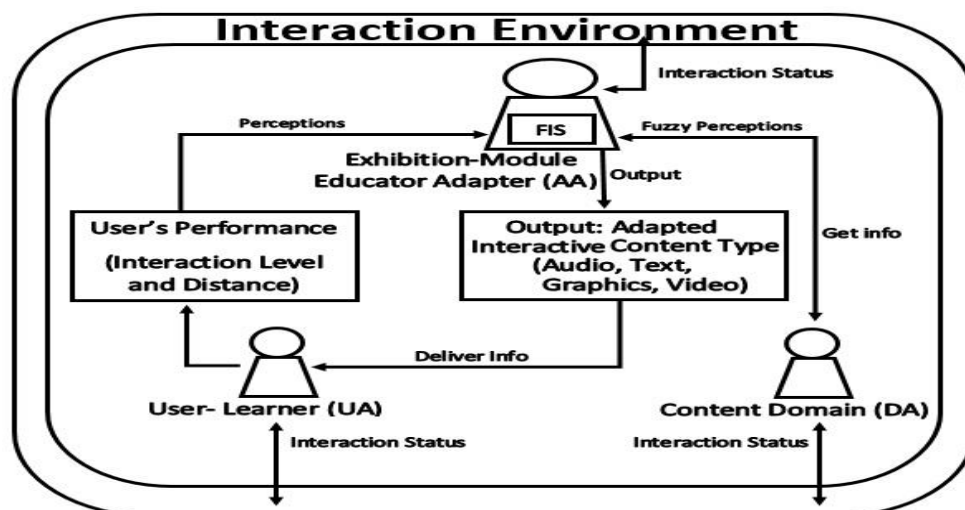 Interaction Environment
Interaction Status
Perceptions
FIS
Fuzzy Perceptions
Exhibition-Module
Educator Adapter (AA)
Output
User's Performance
(Interaction Level
and Distance)
Output: Adapted
Interactive Content Type
(Audio, Text,
Graphics, Video)
Get info
Deliver Info
User- Learner (UA)
Content Domain (DA)
Interaction Status
Interaction Status